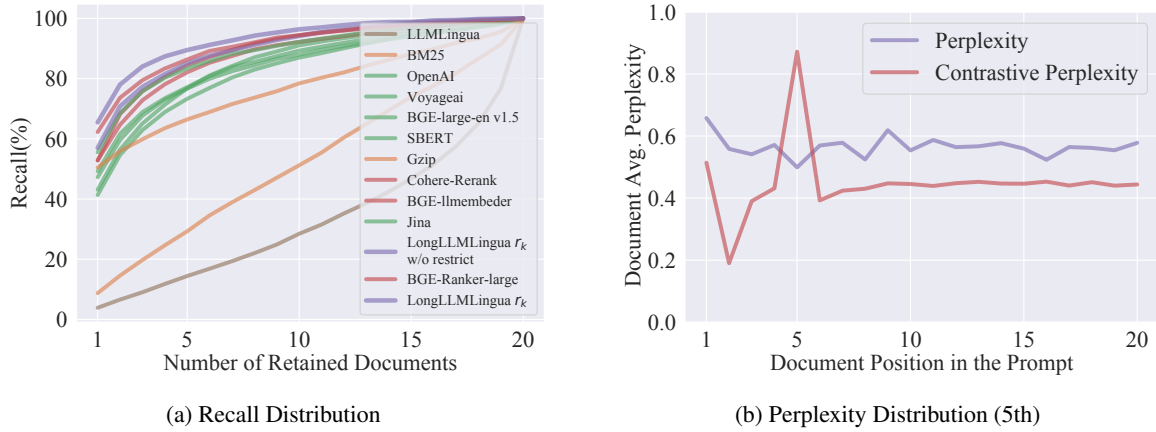 100
80
60
40
20
0
Recall(%)
1
5
10
15
20
Number of Retained Documents
LLMLingua
BM25
OpenAI
Voyageai
BGE-large-en v1.5
SBERT
Gzip
Cohere-Rerank
BGE-llmembeder
Jina
LongLLMLingua r_k
w/o restrict
BGE-Ranker-large
LongLLMLingua r_k
(a) Recall Distribution
1.0
0.8
0.6
0.4
0.2
0.0
Document Avg. Perplexity
Perplexity
Contrastive Perplexity
1
5
10
15
20
Document Position in the Prompt
(b) Perplexity Distribution (5th)